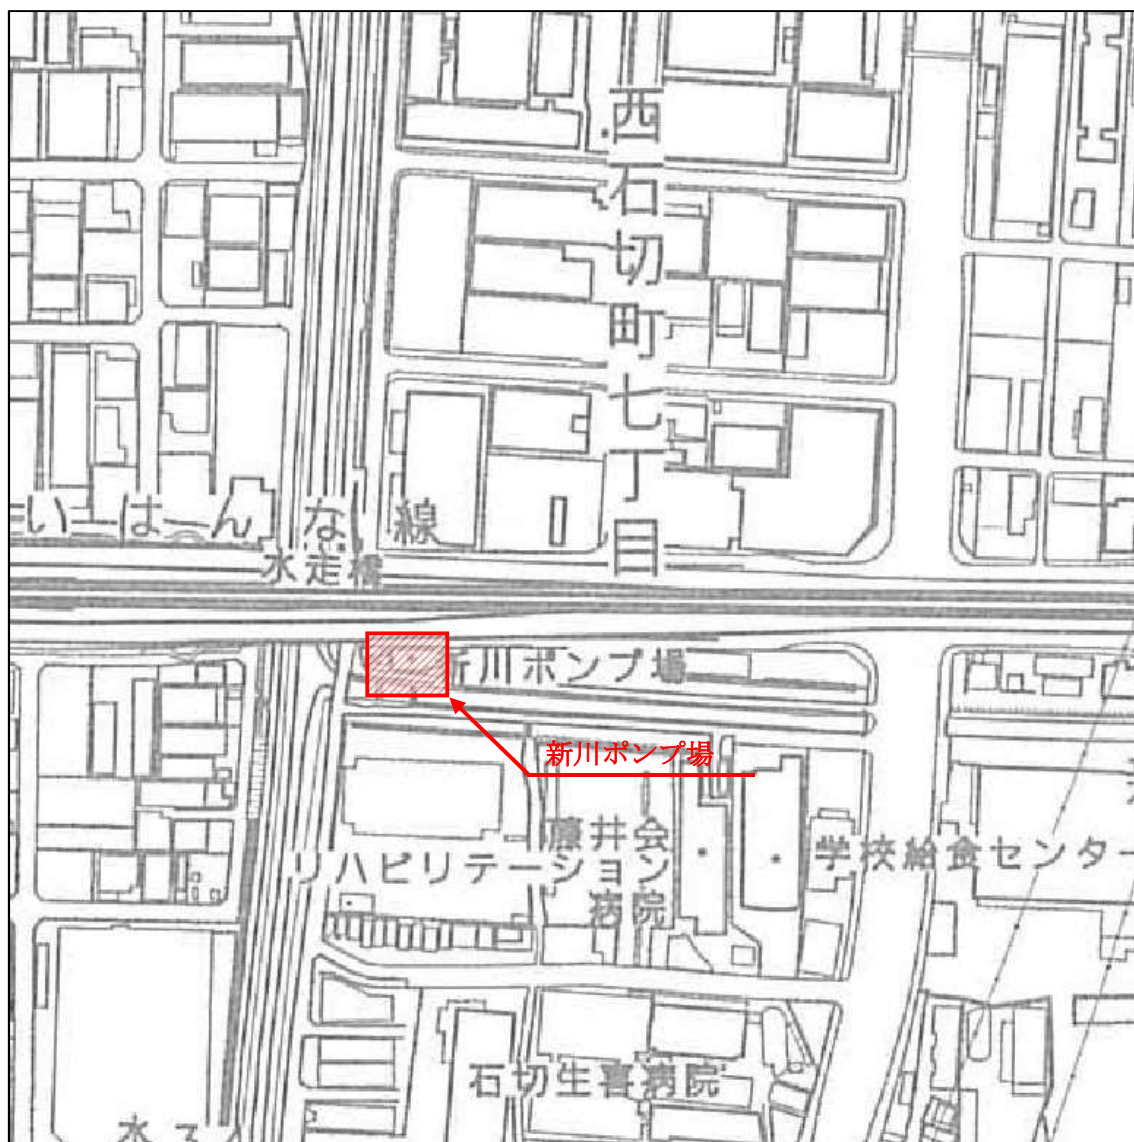 西石切町七丁目
いはんな線
水走橋
新川ポンプ場
新川ポンプ場
藤井会
リハビリテーション
病院
学校給食センター
石切生喜病院